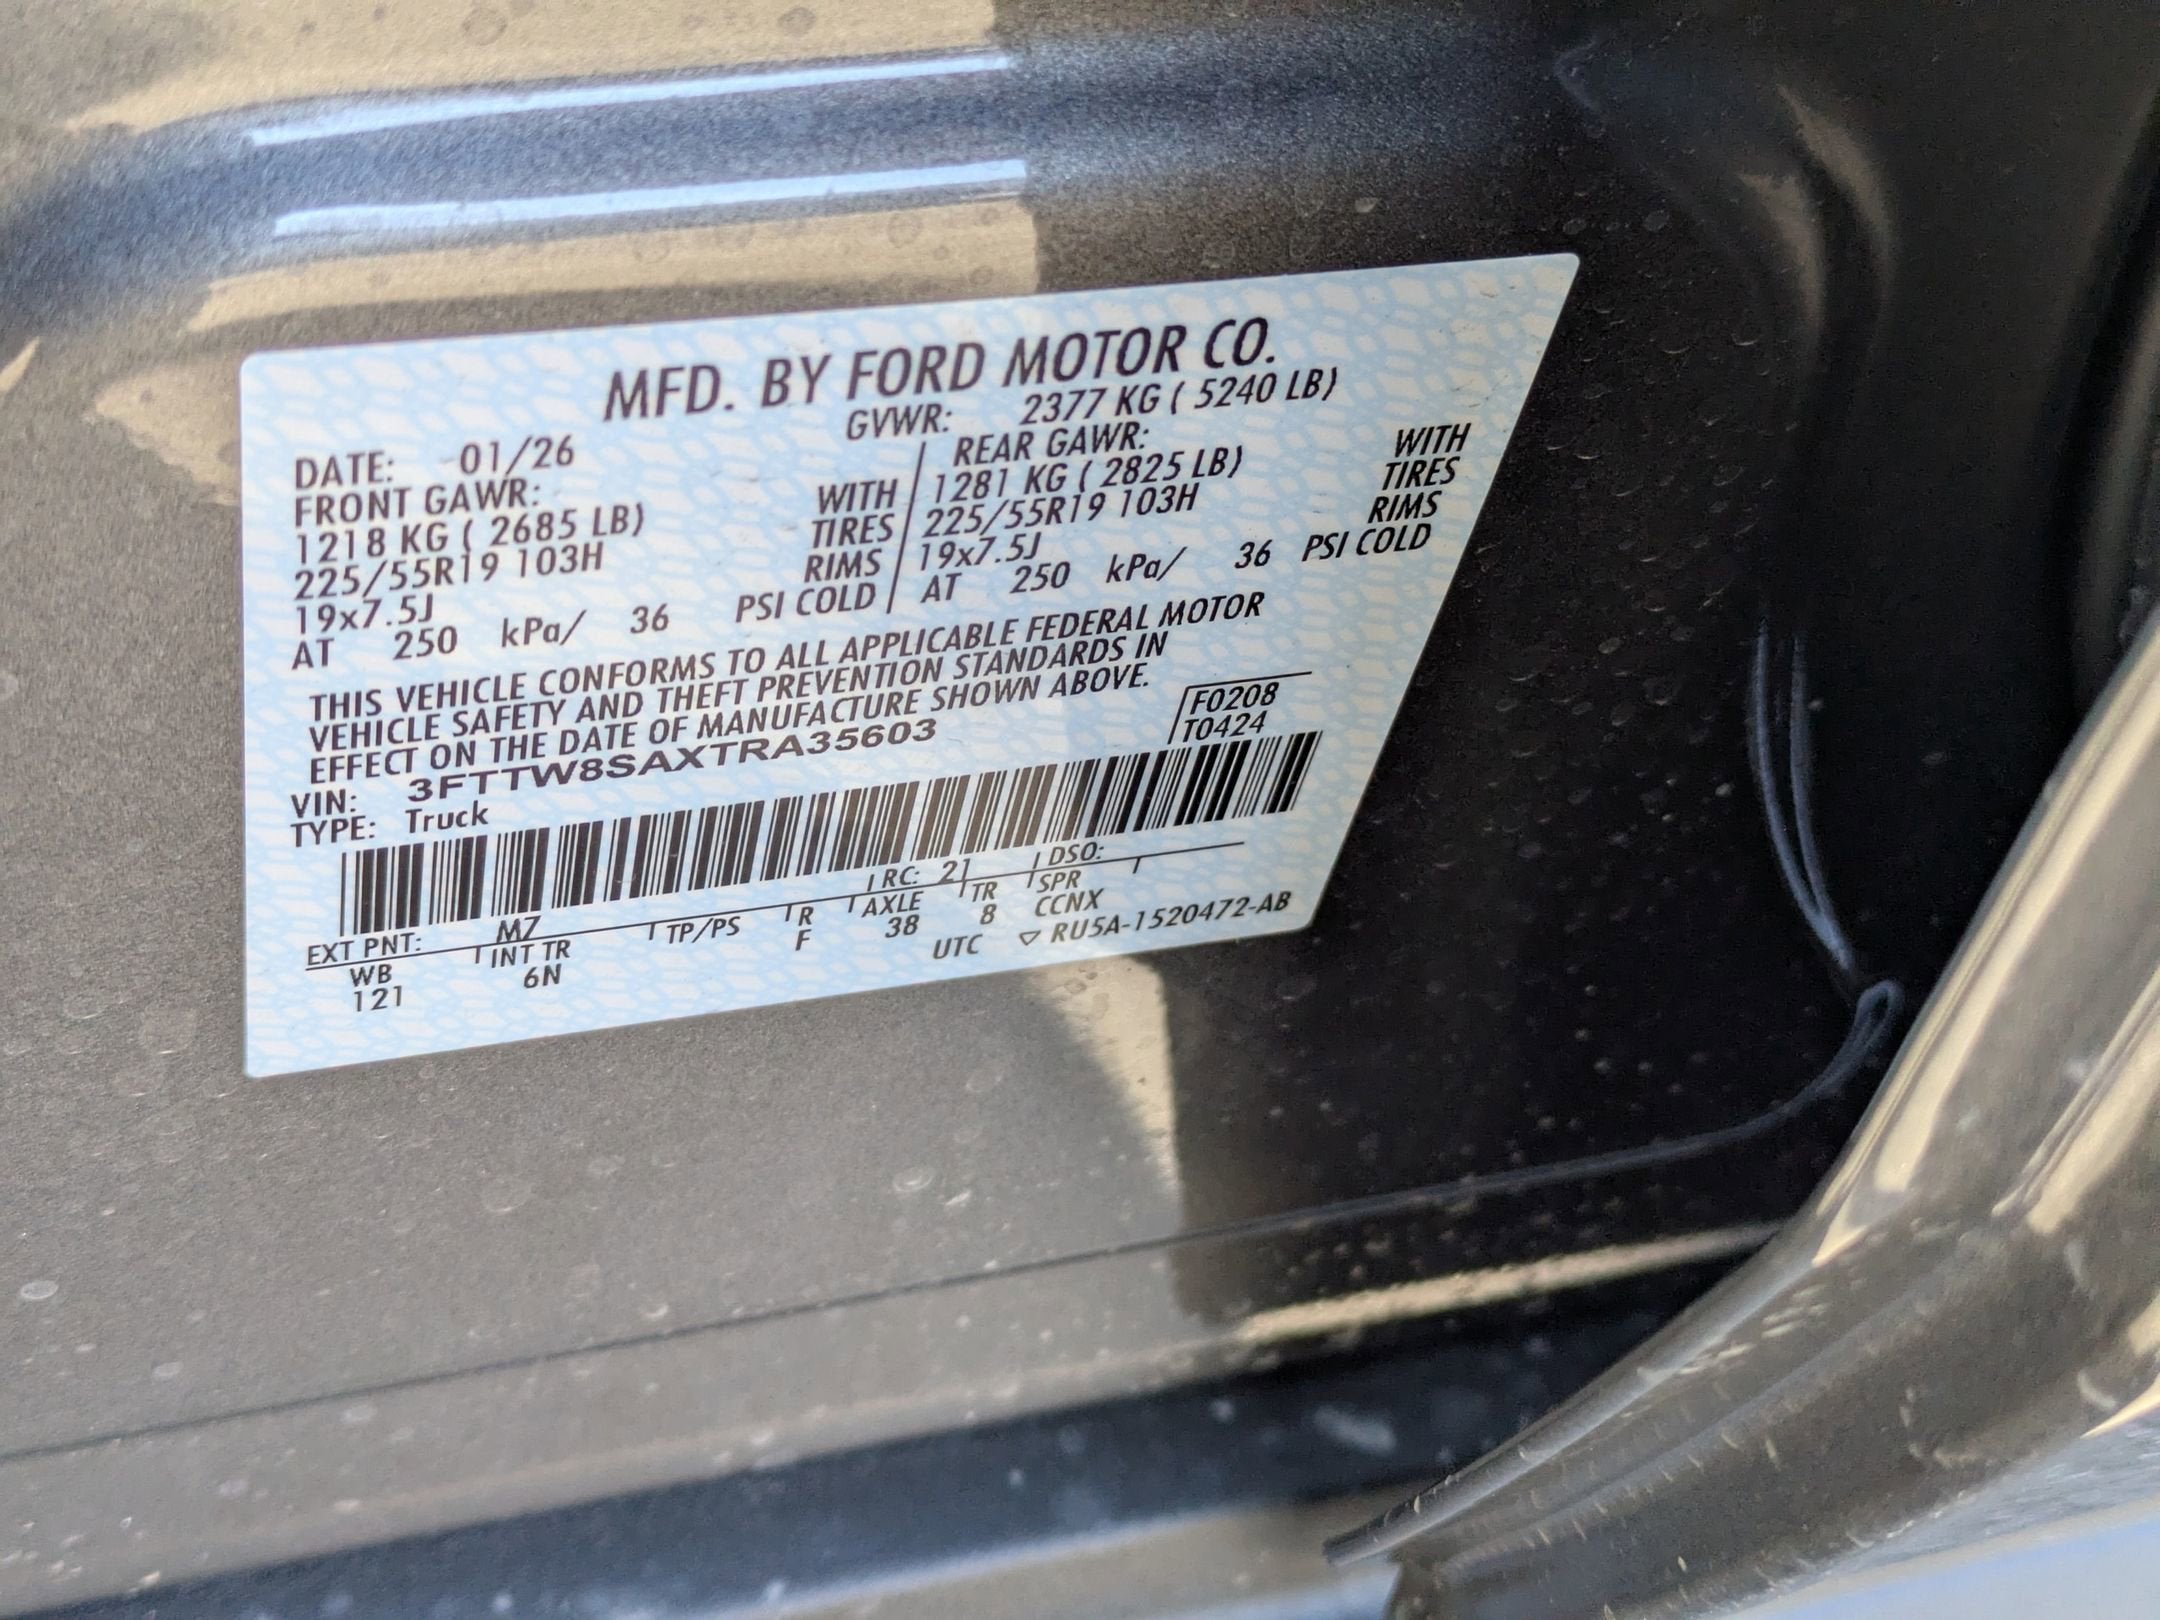 MFD. BY FORD MOTOR CO.
DATE: 01/26 GVWR: 2377 KG ( 5240 LB)
FRONT GAWR: WITH REAR GAWR: WITH
1218 KG ( 2685 LB) TIRES 1281 KG ( 2825 LB) TIRES
225/55R19 103H RIMS 225/55R19 103H RIMS
19x7.5J 19x7.5J
AT 250 kPa/ 36 PSI COLD AT 250 kPa/ 36 PSI COLD
THIS VEHICLE CONFORMS TO ALL APPLICABLE FEDERAL MOTOR
VEHICLE SAFETY AND THEFT PREVENTION STANDARDS IN
EFFECT ON THE DATE OF MANUFACTURE SHOWN ABOVE.
F0208
T0424
VIN: 3FTTW8SAXTRA35603
TYPE: Truck
EXT PNT: MZ RC: 21 DSO:
WB INT TR TP/PS R AXLE TR SPR
121 6N F 38 8 CCNX
UTC ▽ RU5A-1520472-AB